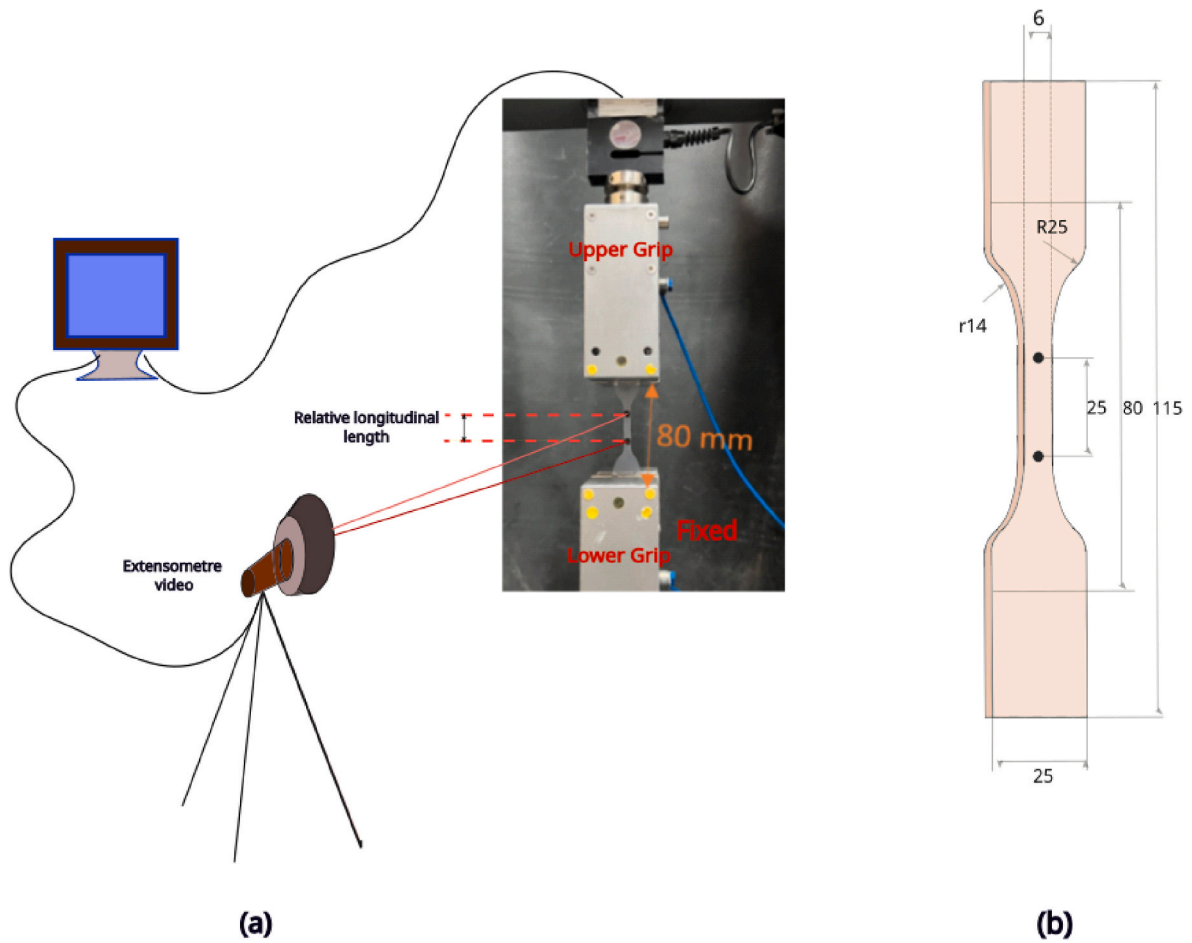 6
Upper Grip
R25
r14
Relative longitudinal
length
25
80
115
80 mm
Fixed
Extensometre
video
Lower Grip
25
(a)
(b)